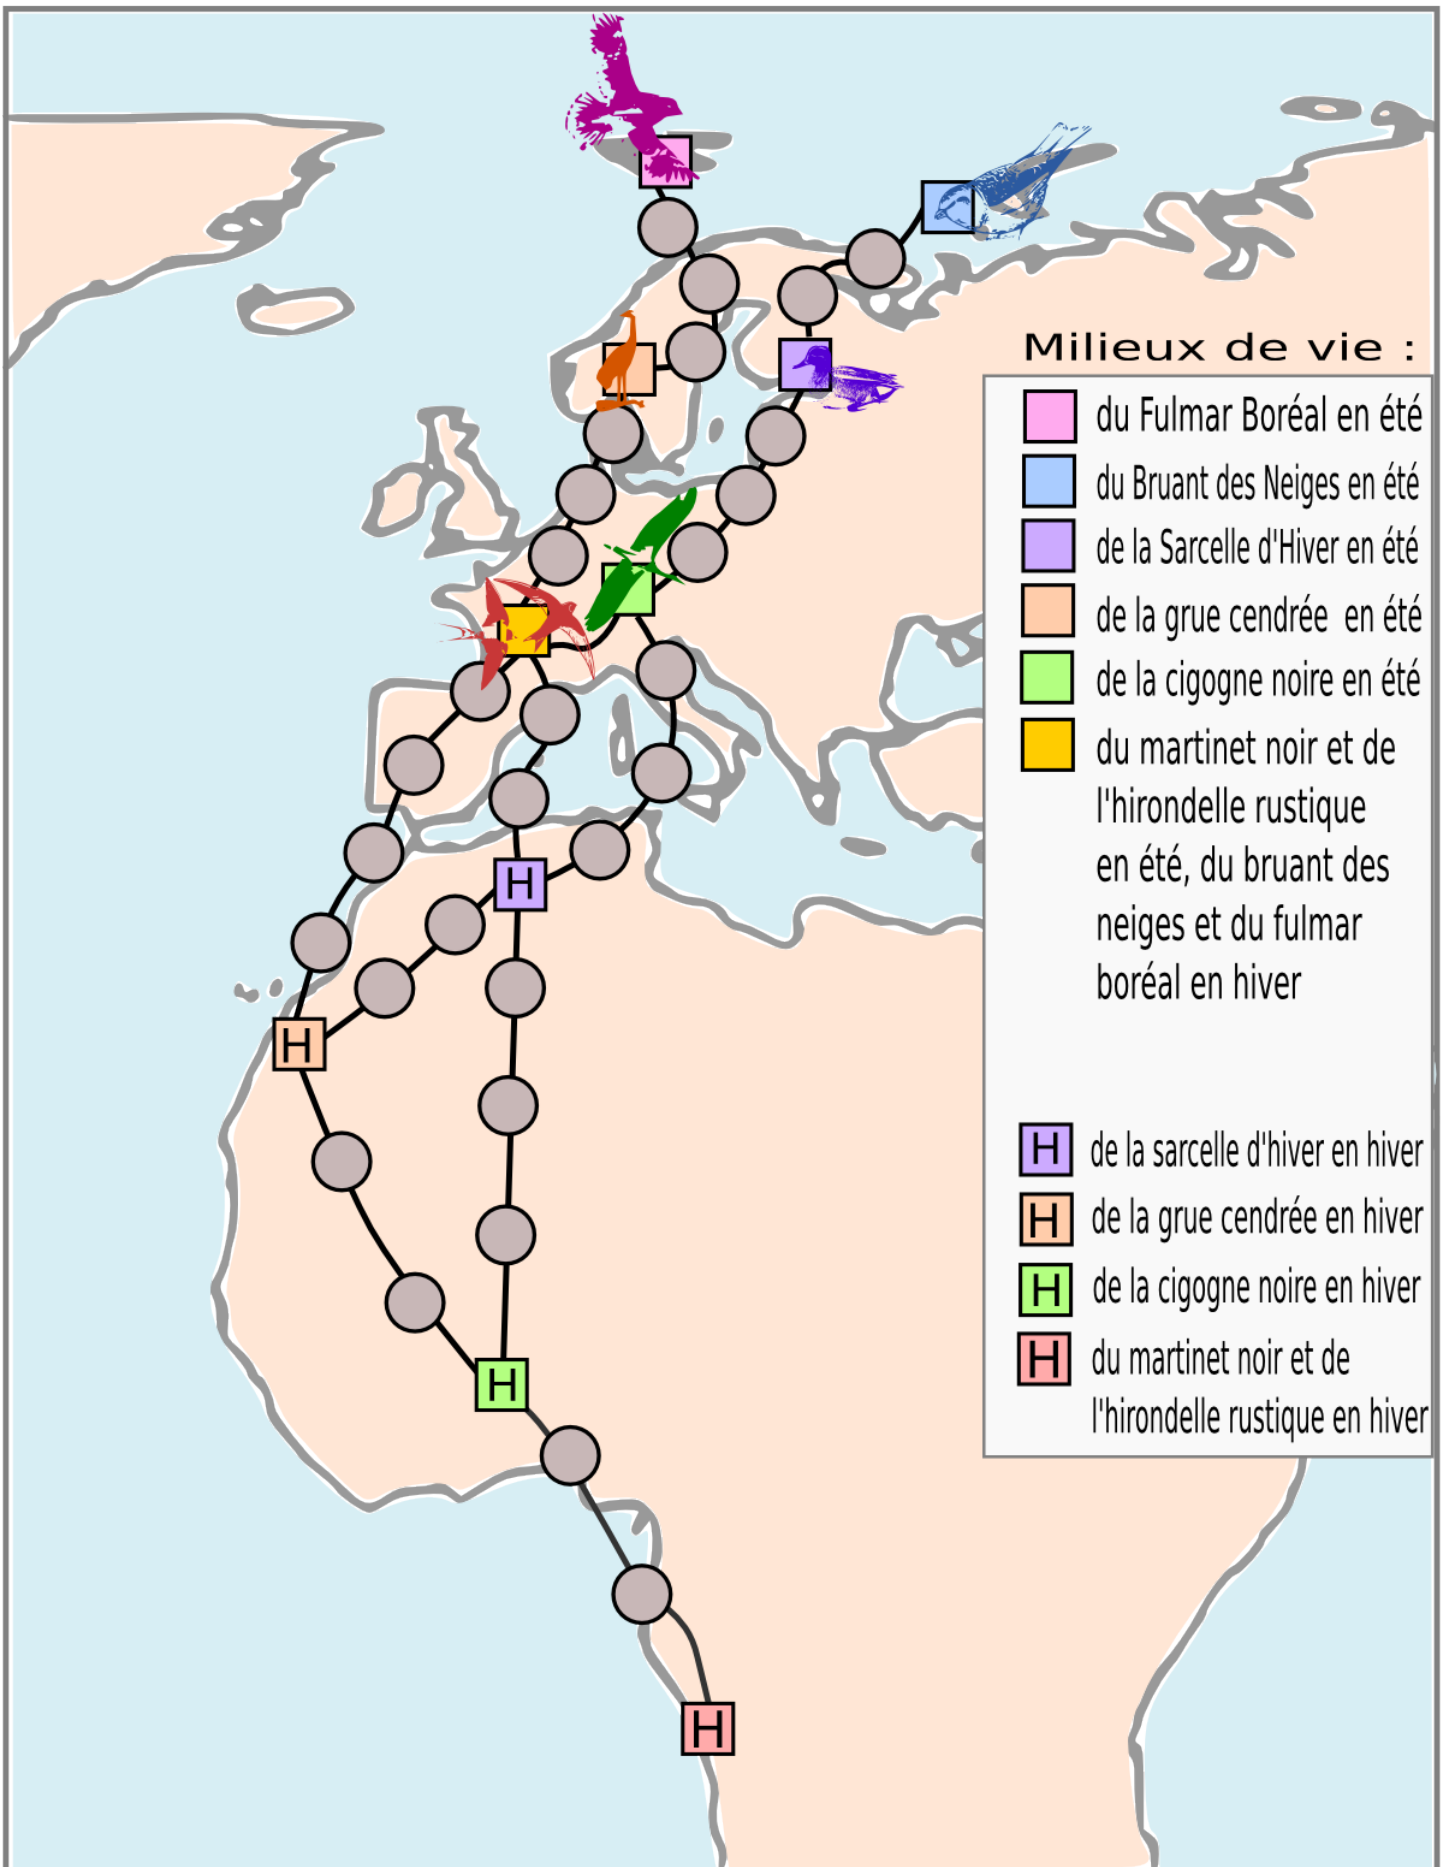 Milieux de vie :
du Fulmar Boréal en été
du Bruant des Neiges en été
de la Sarcelle d'Hiver en été
de la grue cendrée  en été
de la cigogne noire en été
du martinet noir et de
l'hirondelle rustique
en été, du bruant des
neiges et du fulmar
boréal en hiver
H
H
H
H
H de la sarcelle d'hiver en hiver
H de la grue cendrée en hiver
H de la cigogne noire en hiver
H du martinet noir et de
l'hirondelle rustique en hiver